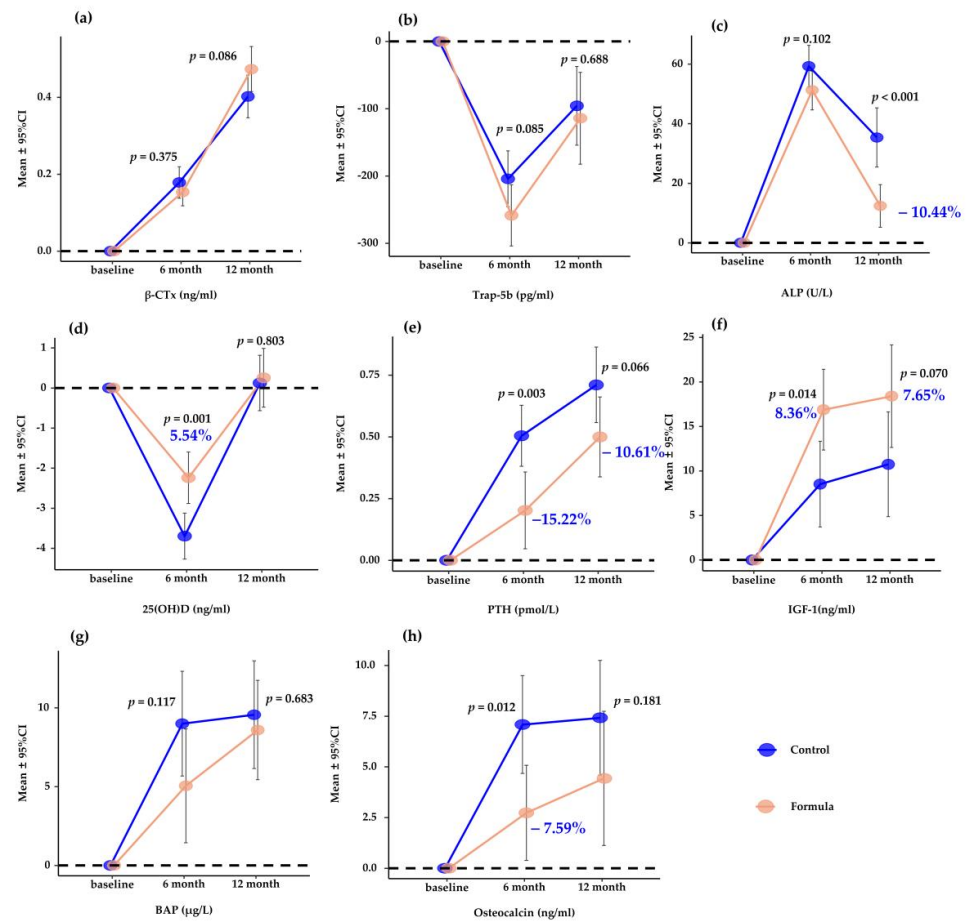 (a)
p = 0.086
0.4
p = 0.375
0.2
0.0
Mean ± 95%CI
baseline
6 month
12 month
β-CTx (ng/ml)
(b)
0
p = 0.688
-100
p = 0.085
-200
-300
Mean ± 95%CI
baseline
6 month
12 month
Trap-5b (pg/ml)
(c)
p = 0.102
60
p < 0.001
40
20
– 10.44%
0
Mean ± 95%CI
baseline
6 month
12 month
ALP (U/L)
(d)
1
p = 0.803
0
p = 0.001
5.54%
-1
-2
-3
-4
Mean ± 95%CI
baseline
6 month
12 month
25(OH)D (ng/ml)
(e)
0.75
p = 0.066
p = 0.003
0.50
– 10.61%
0.25
–15.22%
0.00
Mean ± 95%CI
baseline
6 month
12 month
PTH (pmol/L)
(f)
25
20
p = 0.070
7.65%
p = 0.014
8.36%
15
10
5
0
Mean ± 95%CI
baseline
6 month
12 month
IGF-1(ng/ml)
(g)
p = 0.117
p = 0.683
10
5
0
Mean ± 95%CI
baseline
6 month
12 month
BAP (μg/L)
(h)
10.0
p = 0.012
p = 0.181
7.5
5.0
2.5
– 7.59%
0.0
Mean ± 95%CI
baseline
6 month
12 month
Osteocalcin (ng/ml)
Control
Formula